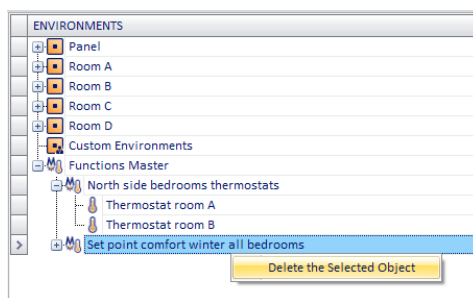 ENVIRONMENTS
Panel
Room A
Room B
Room C
Room D
Custom Environments
Functions Master
North side bedrooms thermostats
Thermostat room A
Thermostat room B
Set point comfort winter all bedrooms
Delete the Selected Object